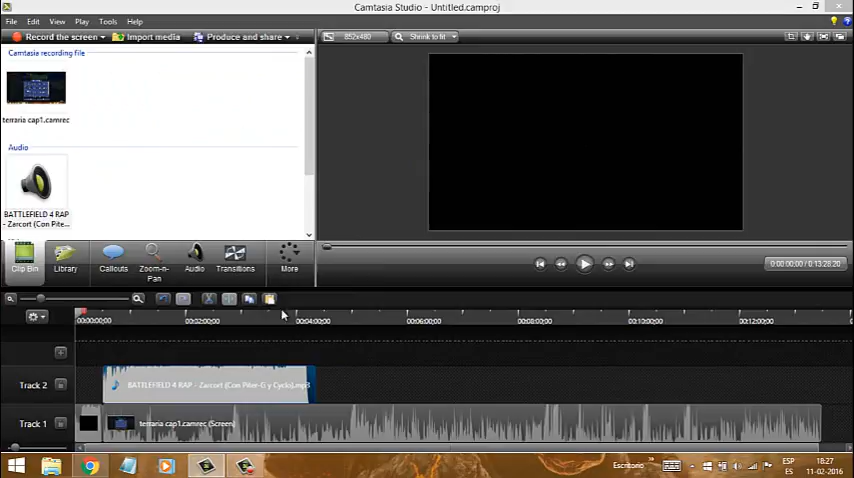 Camtasia Studio - Untitled.camproj
File Edit View Play Tools Help
Record the screen Import media Produce and share
852x480 Shrink to fit
Camtasia recording file
terraria cap1.camrec
Audio
BATTLEFIELD 4 RAP
- Zarcort (Con Pite...
Clip Bin Library Callouts Zoom-n-
Pan Audio Transitions More
0:00:00;00 / 0:13:28;20
00:00:00;00 00:02:00;00 00:04:00;00 00:06:00;00 00:08:00;00 00:10:00;00 00:12:00;00
Track 2 BATTLEFIELD 4 RAP - Zarcort (Con Piter-G y Cyclo).mp3
Track 1 terraria cap1.camrec (Screen)
Escritorio
ESP 18:27
ES 11-02-2016